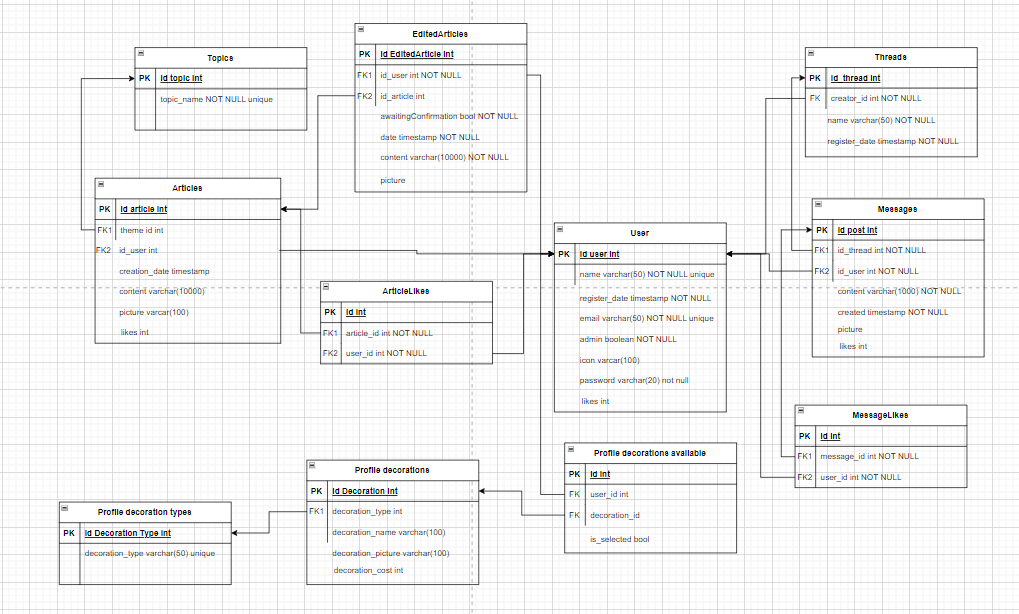 EditedArticles
PK Id EditedArticle int
FK1 id_user int NOT NULL
FK2 id_article int
awaitingConfirmation bool NOT NULL
date timestamp NOT NULL
content varchar(10000) NOT NULL
picture
Topics
PK Id topic int
topic_name NOT NULL unique
Threads
PK id_thread int
FK creator_id int NOT NULL
name varchar(50) NOT NULL
register_date timestamp NOT NULL
Articles
PK Id article int
FK1 theme id int
FK2 id_user int
creation_date timestamp
content varchar(10000)
picture varcar(100)
likes int
User
PK Id user int
name varchar(50) NOT NULL unique
register_date timestamp NOT NULL
email varchar(50) NOT NULL unique
admin boolean NOT NULL
icon varcar(100)
password varchar(20) not null
likes int
Messages
PK Id post int
FK1 id_thread int NOT NULL
FK2 id_user int NOT NULL
content varchar(1000) NOT NULL
created timestamp NOT NULL
picture
likes int
ArticleLikes
PK Id int
FK1 article_id int NOT NULL
FK2 user_id int NOT NULL
MessageLikes
PK Id int
FK1 message_id int NOT NULL
FK2 user_id int NOT NULL
Profile decorations available
PK Id int
FK user_id int
FK decoration_id
is_selected bool
Profile decorations
PK Id Decoration int
FK1 decoration_type int
decoration_name varchar(100)
decoration_picture varchar(100)
decoration_cost int
Profile decoration types
PK Id Decoration Type int
decoration_type varchar(50) unique